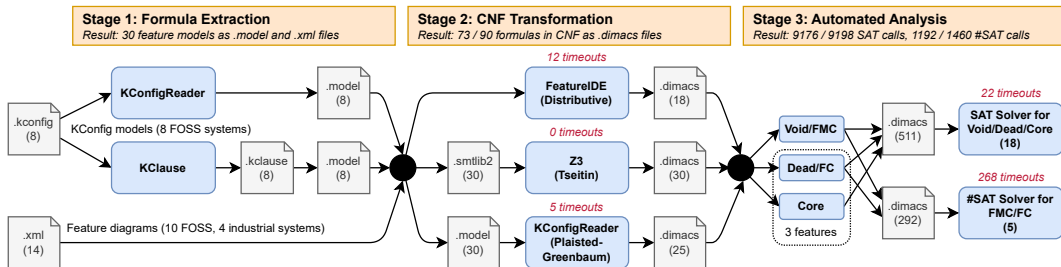 Stage 1: Formula Extraction
Result: 30 feature models as .model and .xml files
Stage 2: CNF Transformation
Result: 73 / 90 formulas in CNF as .dimacs files
Stage 3: Automated Analysis
Result: 9176 / 9198 SAT calls, 1192 / 1460 #SAT calls
.kconfig
(8)
KConfigReader
.model
(8)
KConfig models (8 FOSS systems)
KClause
.kclause
(8)
.model
(8)
.xml
(14)
Feature diagrams (10 FOSS, 4 industrial systems)
12 timeouts
FeatureIDE
(Distributive)
.dimacs
(18)
.smtlib2
(30)
0 timeouts
Z3
(Tseitin)
.dimacs
(30)
.model
(30)
5 timeouts
KConfigReader
(Plaisted-
Greenbaum)
.dimacs
(25)
Void/FMC
Dead/FC
Core
3 features
.dimacs
(511)
22 timeouts
SAT Solver for
Void/Dead/Core
(18)
.dimacs
(292)
268 timeouts
#SAT Solver for
FMC/FC
(5)